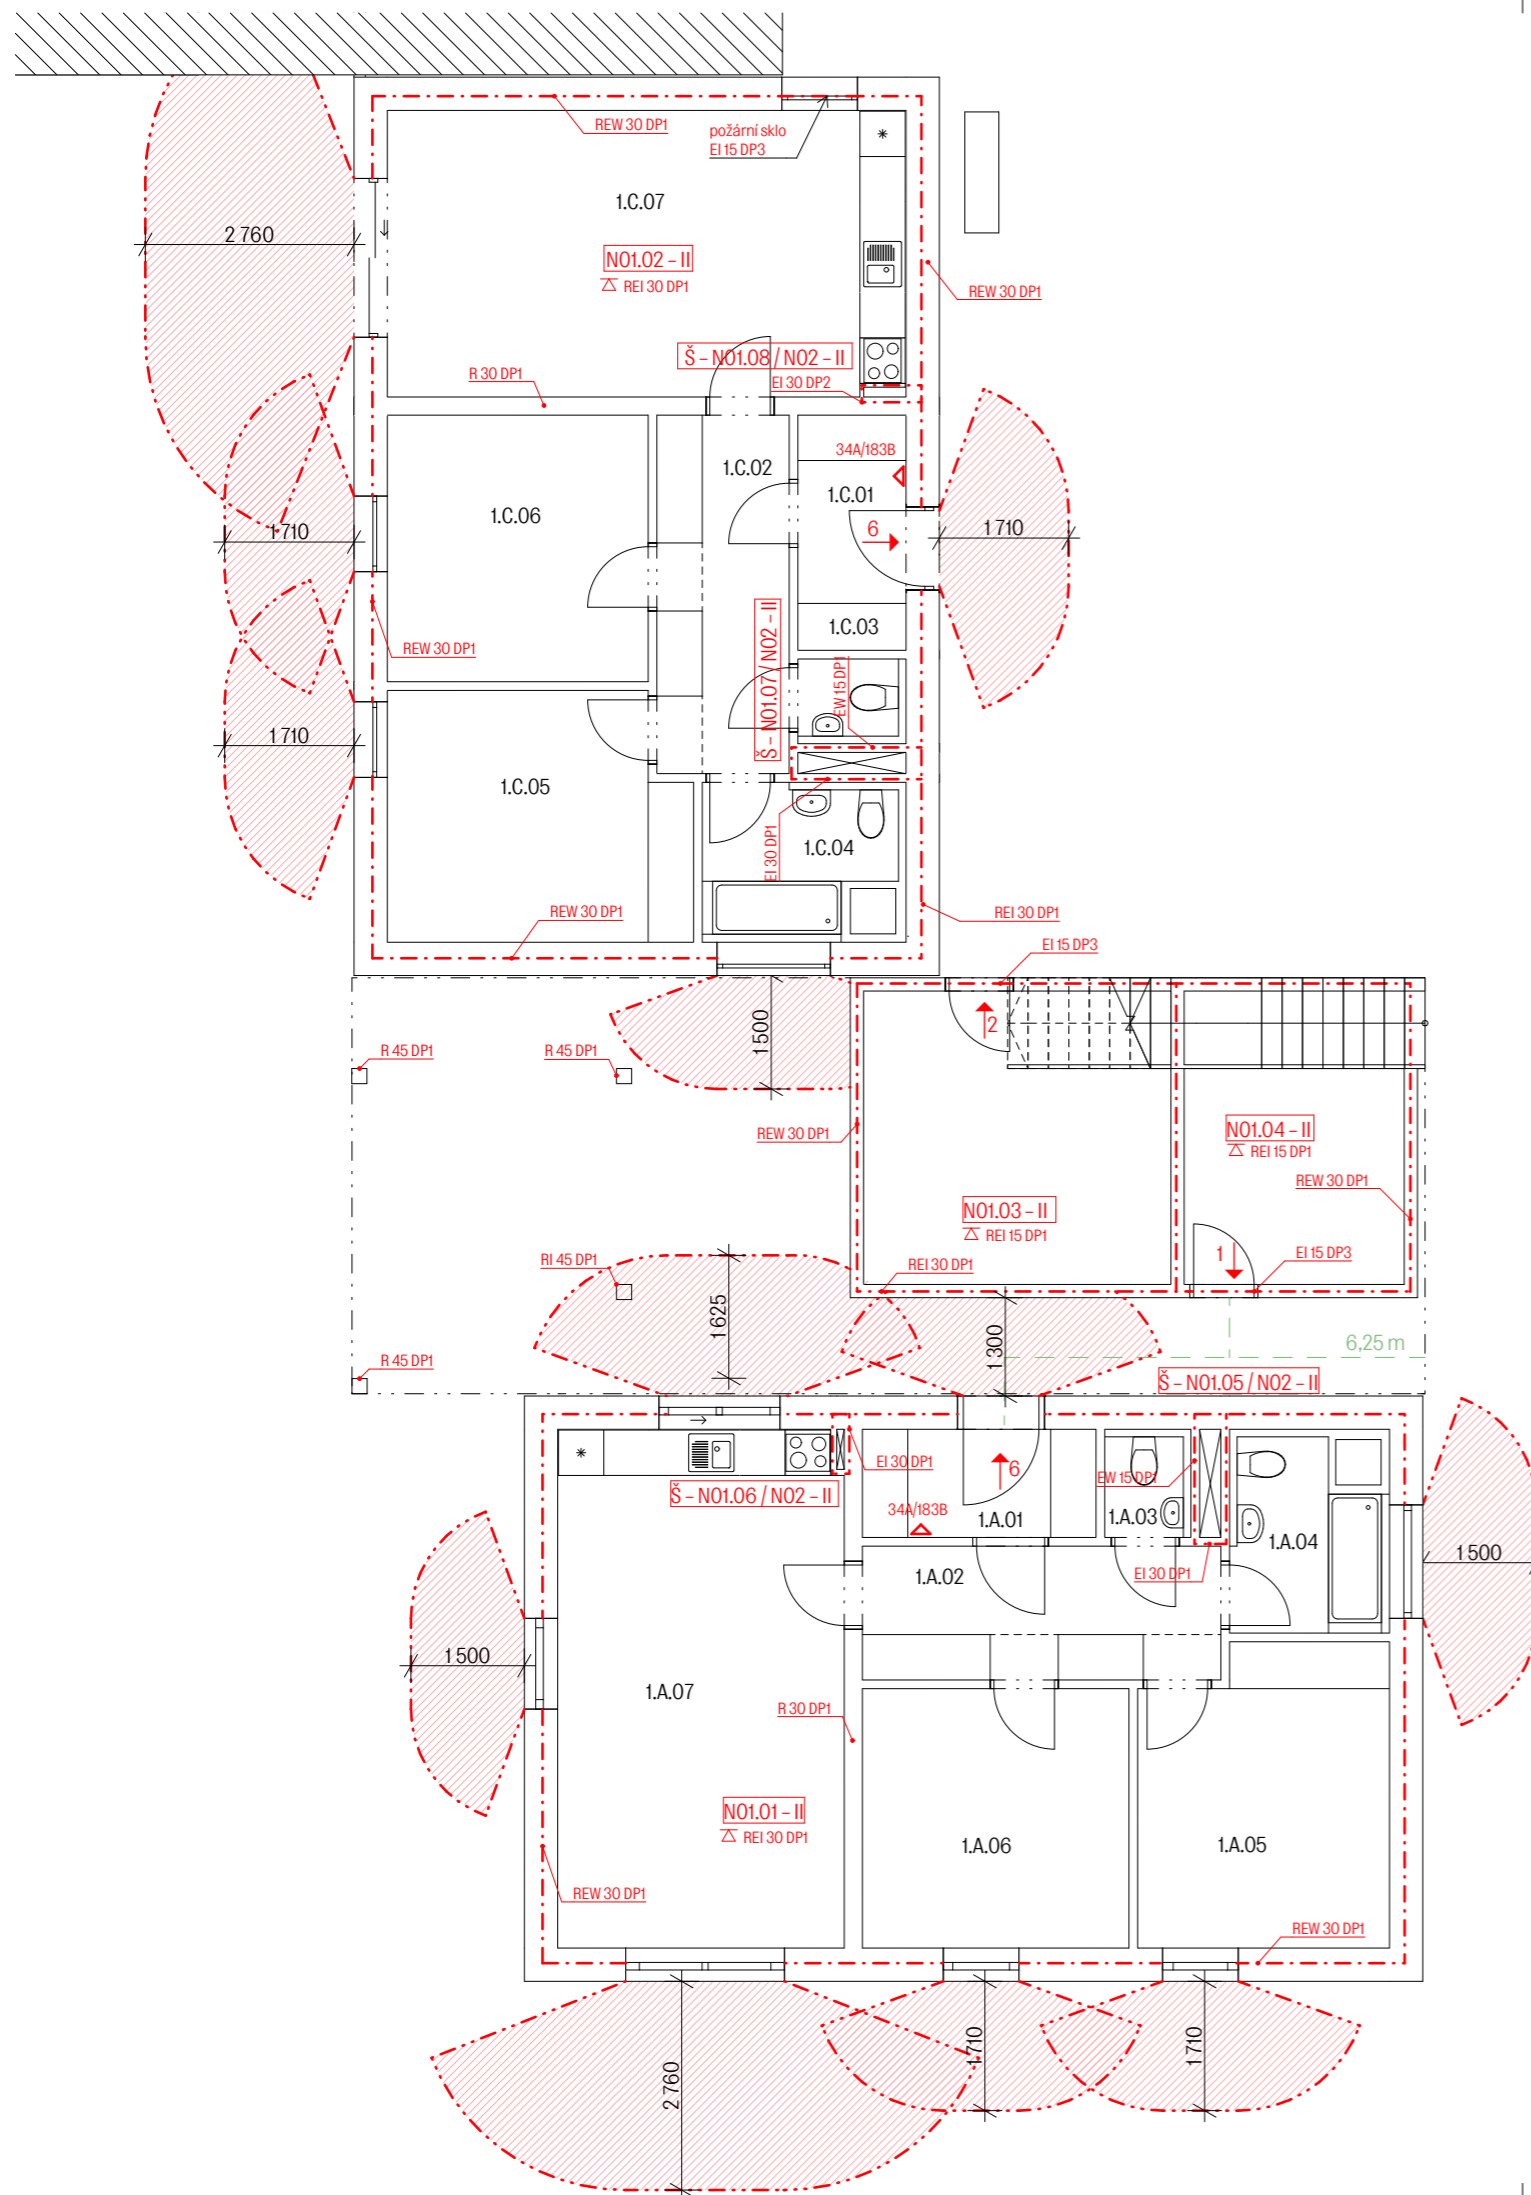 REW 30 DP1
požární sklo
EI 15 DP3
1.C.07
2 760
N01.02 – II
REI 30 DP1
REW 30 DP1
Š – N01.08 / N02 – II
R 30 DP1
EI 30 DP2
34A/183B
1.C.02
1.C.01
1.C.06
1 710
6
1 710
1.C.03
REW 30 DP1
Š – N01.07 / N02 – II
EW 15 DP1
1 710
1.C.05
1.C.04
EI 30 DP1
REW 30 DP1
REI 30 DP1
EI 15 DP3
2
1 500
R 45 DP1
R 45 DP1
REW 30 DP1
N01.04 – II
REI 15 DP1
REW 30 DP1
N01.03 – II
REI 15 DP1
RI 45 DP1
REI 30 DP1
1
EI 15 DP3
1 625
1 300
6,25 m
R 45 DP1
Š – N01.05 / N02 – II
EI 30 DP1
6
EW 15 DP1
Š – N01.06 / N02 – II
34A/183B
1.A.01
1.A.03
1.A.04
1 500
EI 30 DP1
1.A.02
1 500
1.A.07
R 30 DP1
N01.01 – II
REI 30 DP1
1.A.06
1.A.05
REW 30 DP1
REW 30 DP1
2 760
1 710
1 710